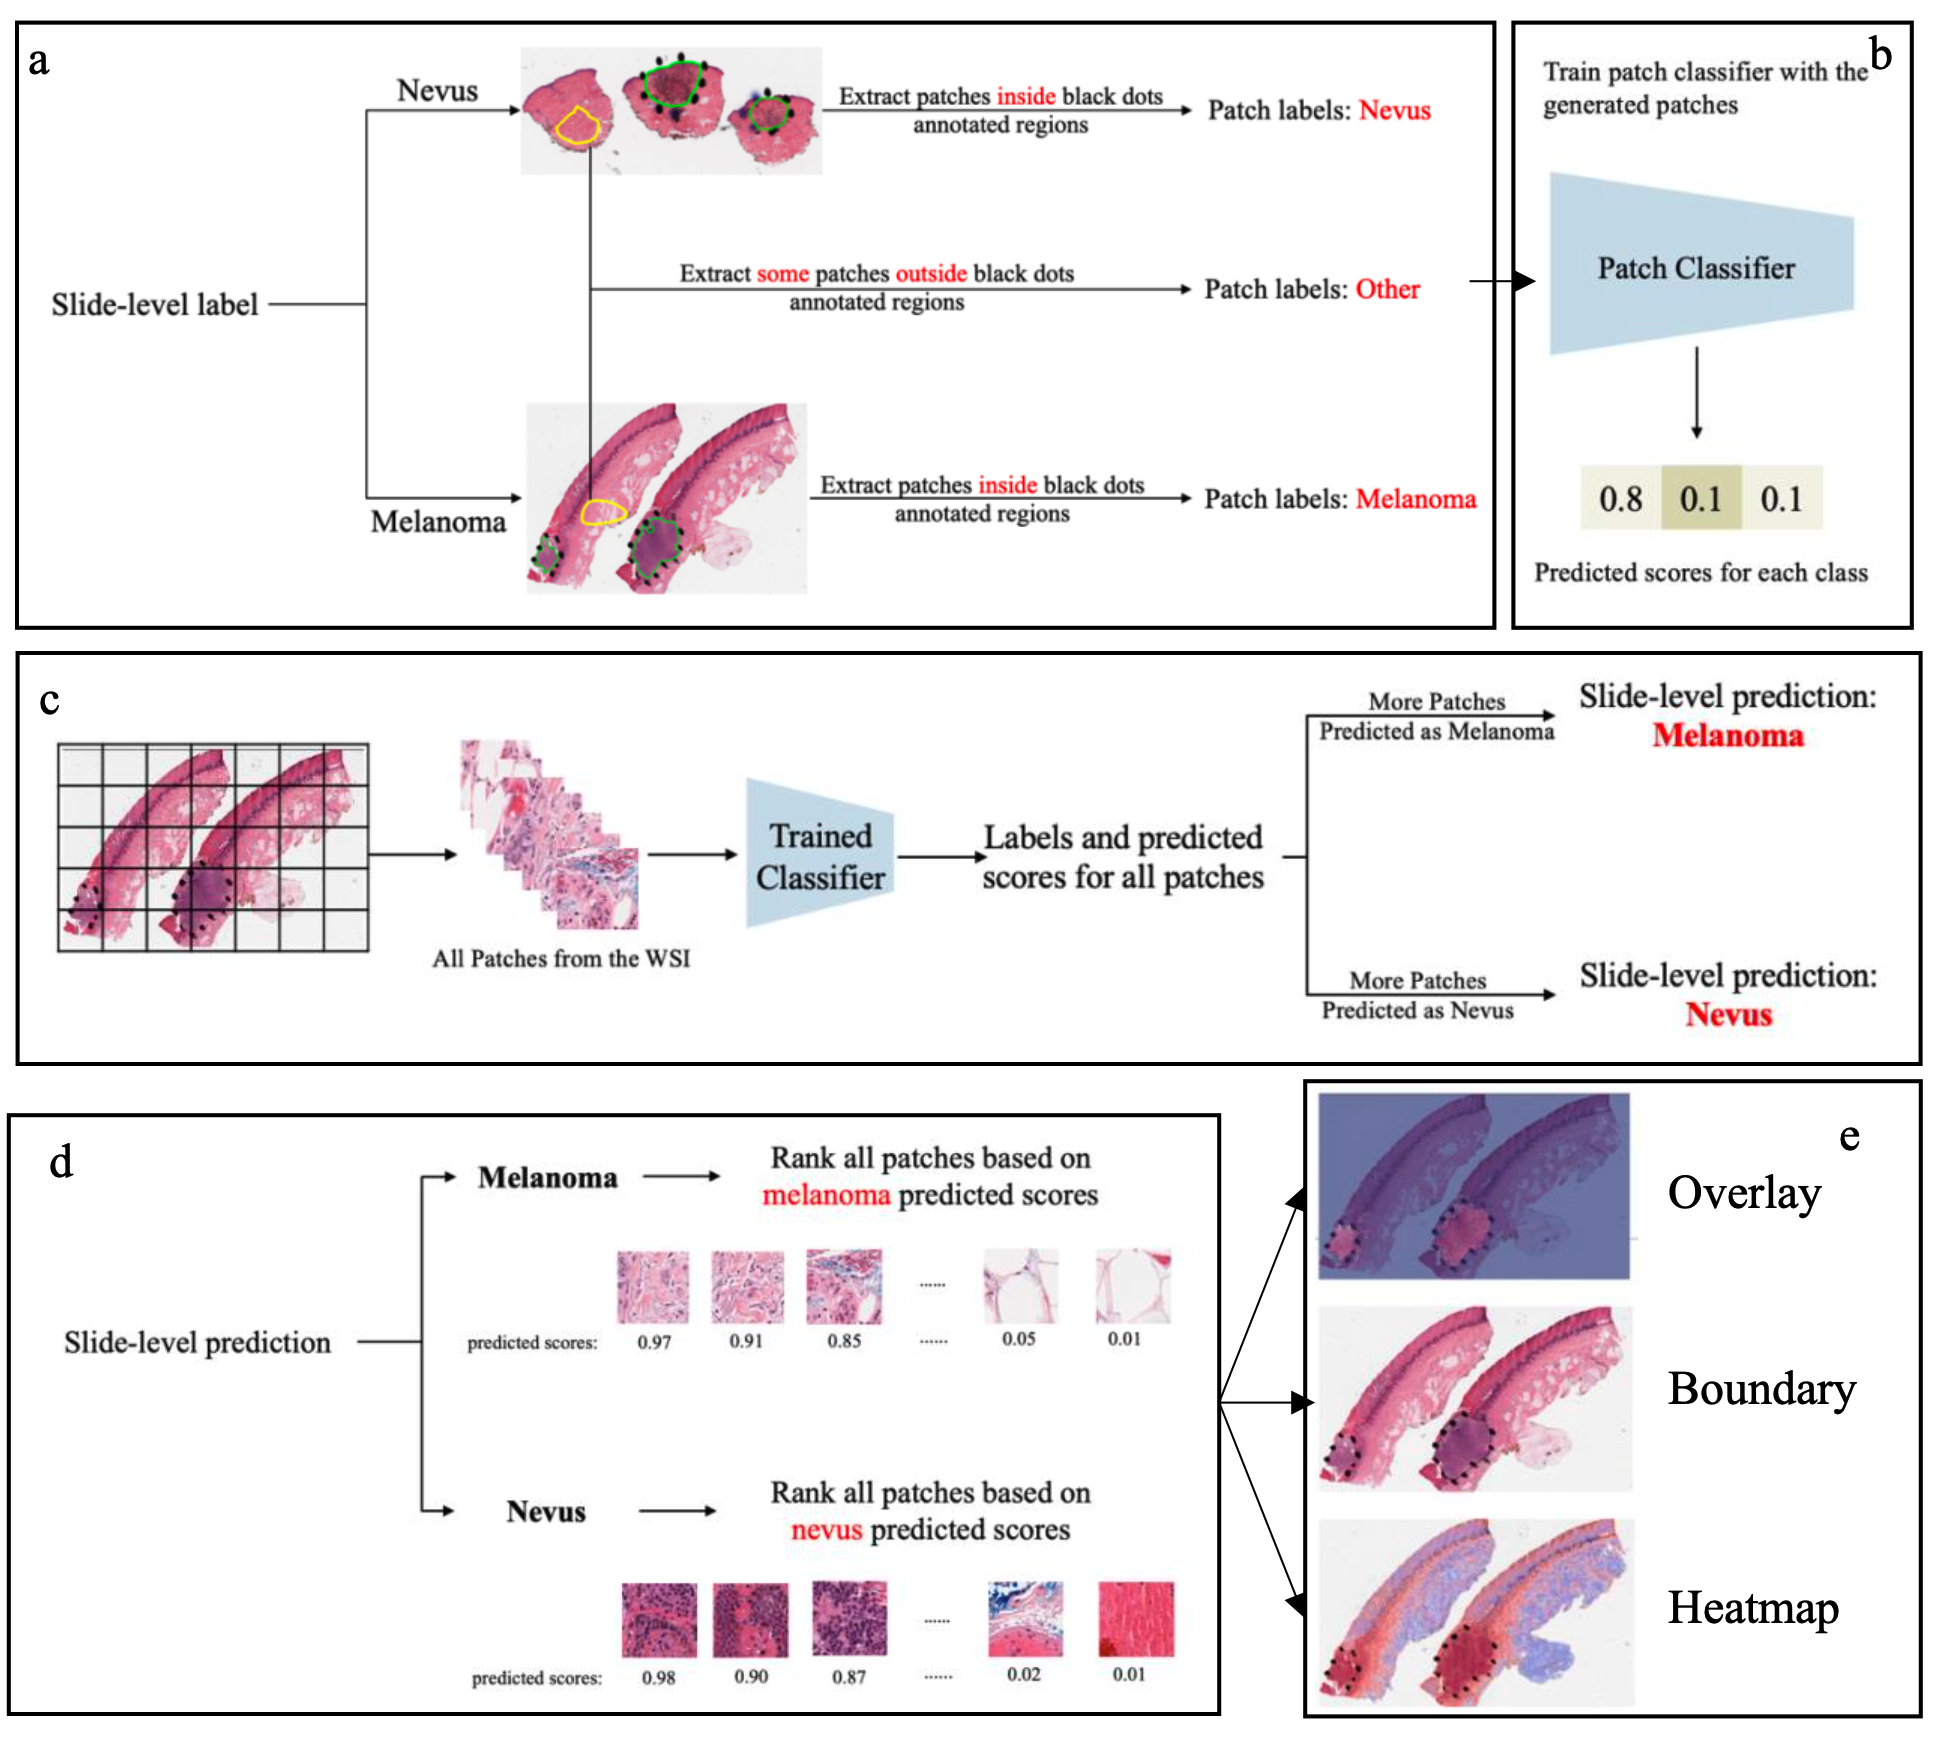 a
Nevus
Extract patches inside black dots
annotated regions
Patch labels: Nevus
Slide-level label
Extract some patches outside black dots
annotated regions
Patch labels: Other
Melanoma
Extract patches inside black dots
annotated regions
Patch labels: Melanoma
b
Train patch classifier with the
generated patches
Patch Classifier
0.8 0.1 0.1
Predicted scores for each class
c
All Patches from the WSI
Trained
Classifier
Labels and predicted
scores for all patches
More Patches
Predicted as Melanoma
Slide-level prediction:
Melanoma
More Patches
Predicted as Nevus
Slide-level prediction:
Nevus
d
Slide-level prediction
Melanoma
Rank all patches based on
melanoma predicted scores
......
predicted scores: 0.97 0.91 0.85 ...... 0.05 0.01
Nevus
Rank all patches based on
nevus predicted scores
......
predicted scores: 0.98 0.90 0.87 ...... 0.02 0.01
e
Overlay
Boundary
Heatmap